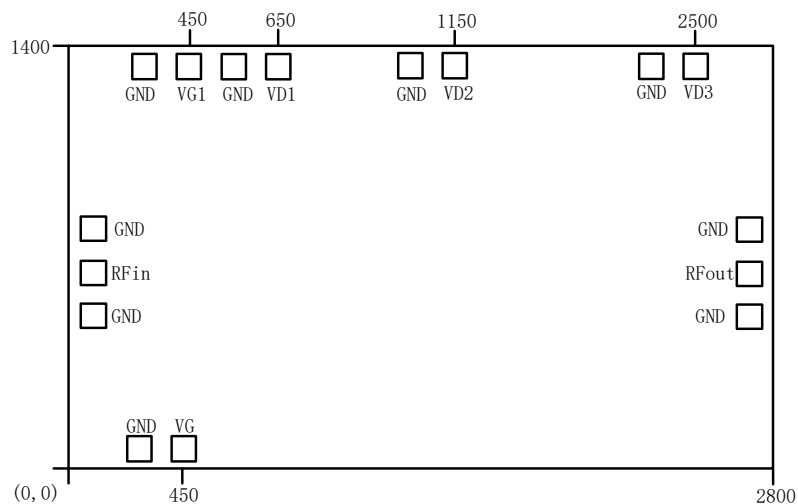 450 650 1150 2500
1400
GND VG1 GND VD1 GND VD2 GND VD3
GND GND
RFin RFout
GND GND
GND VG
(0,0) 450 2800